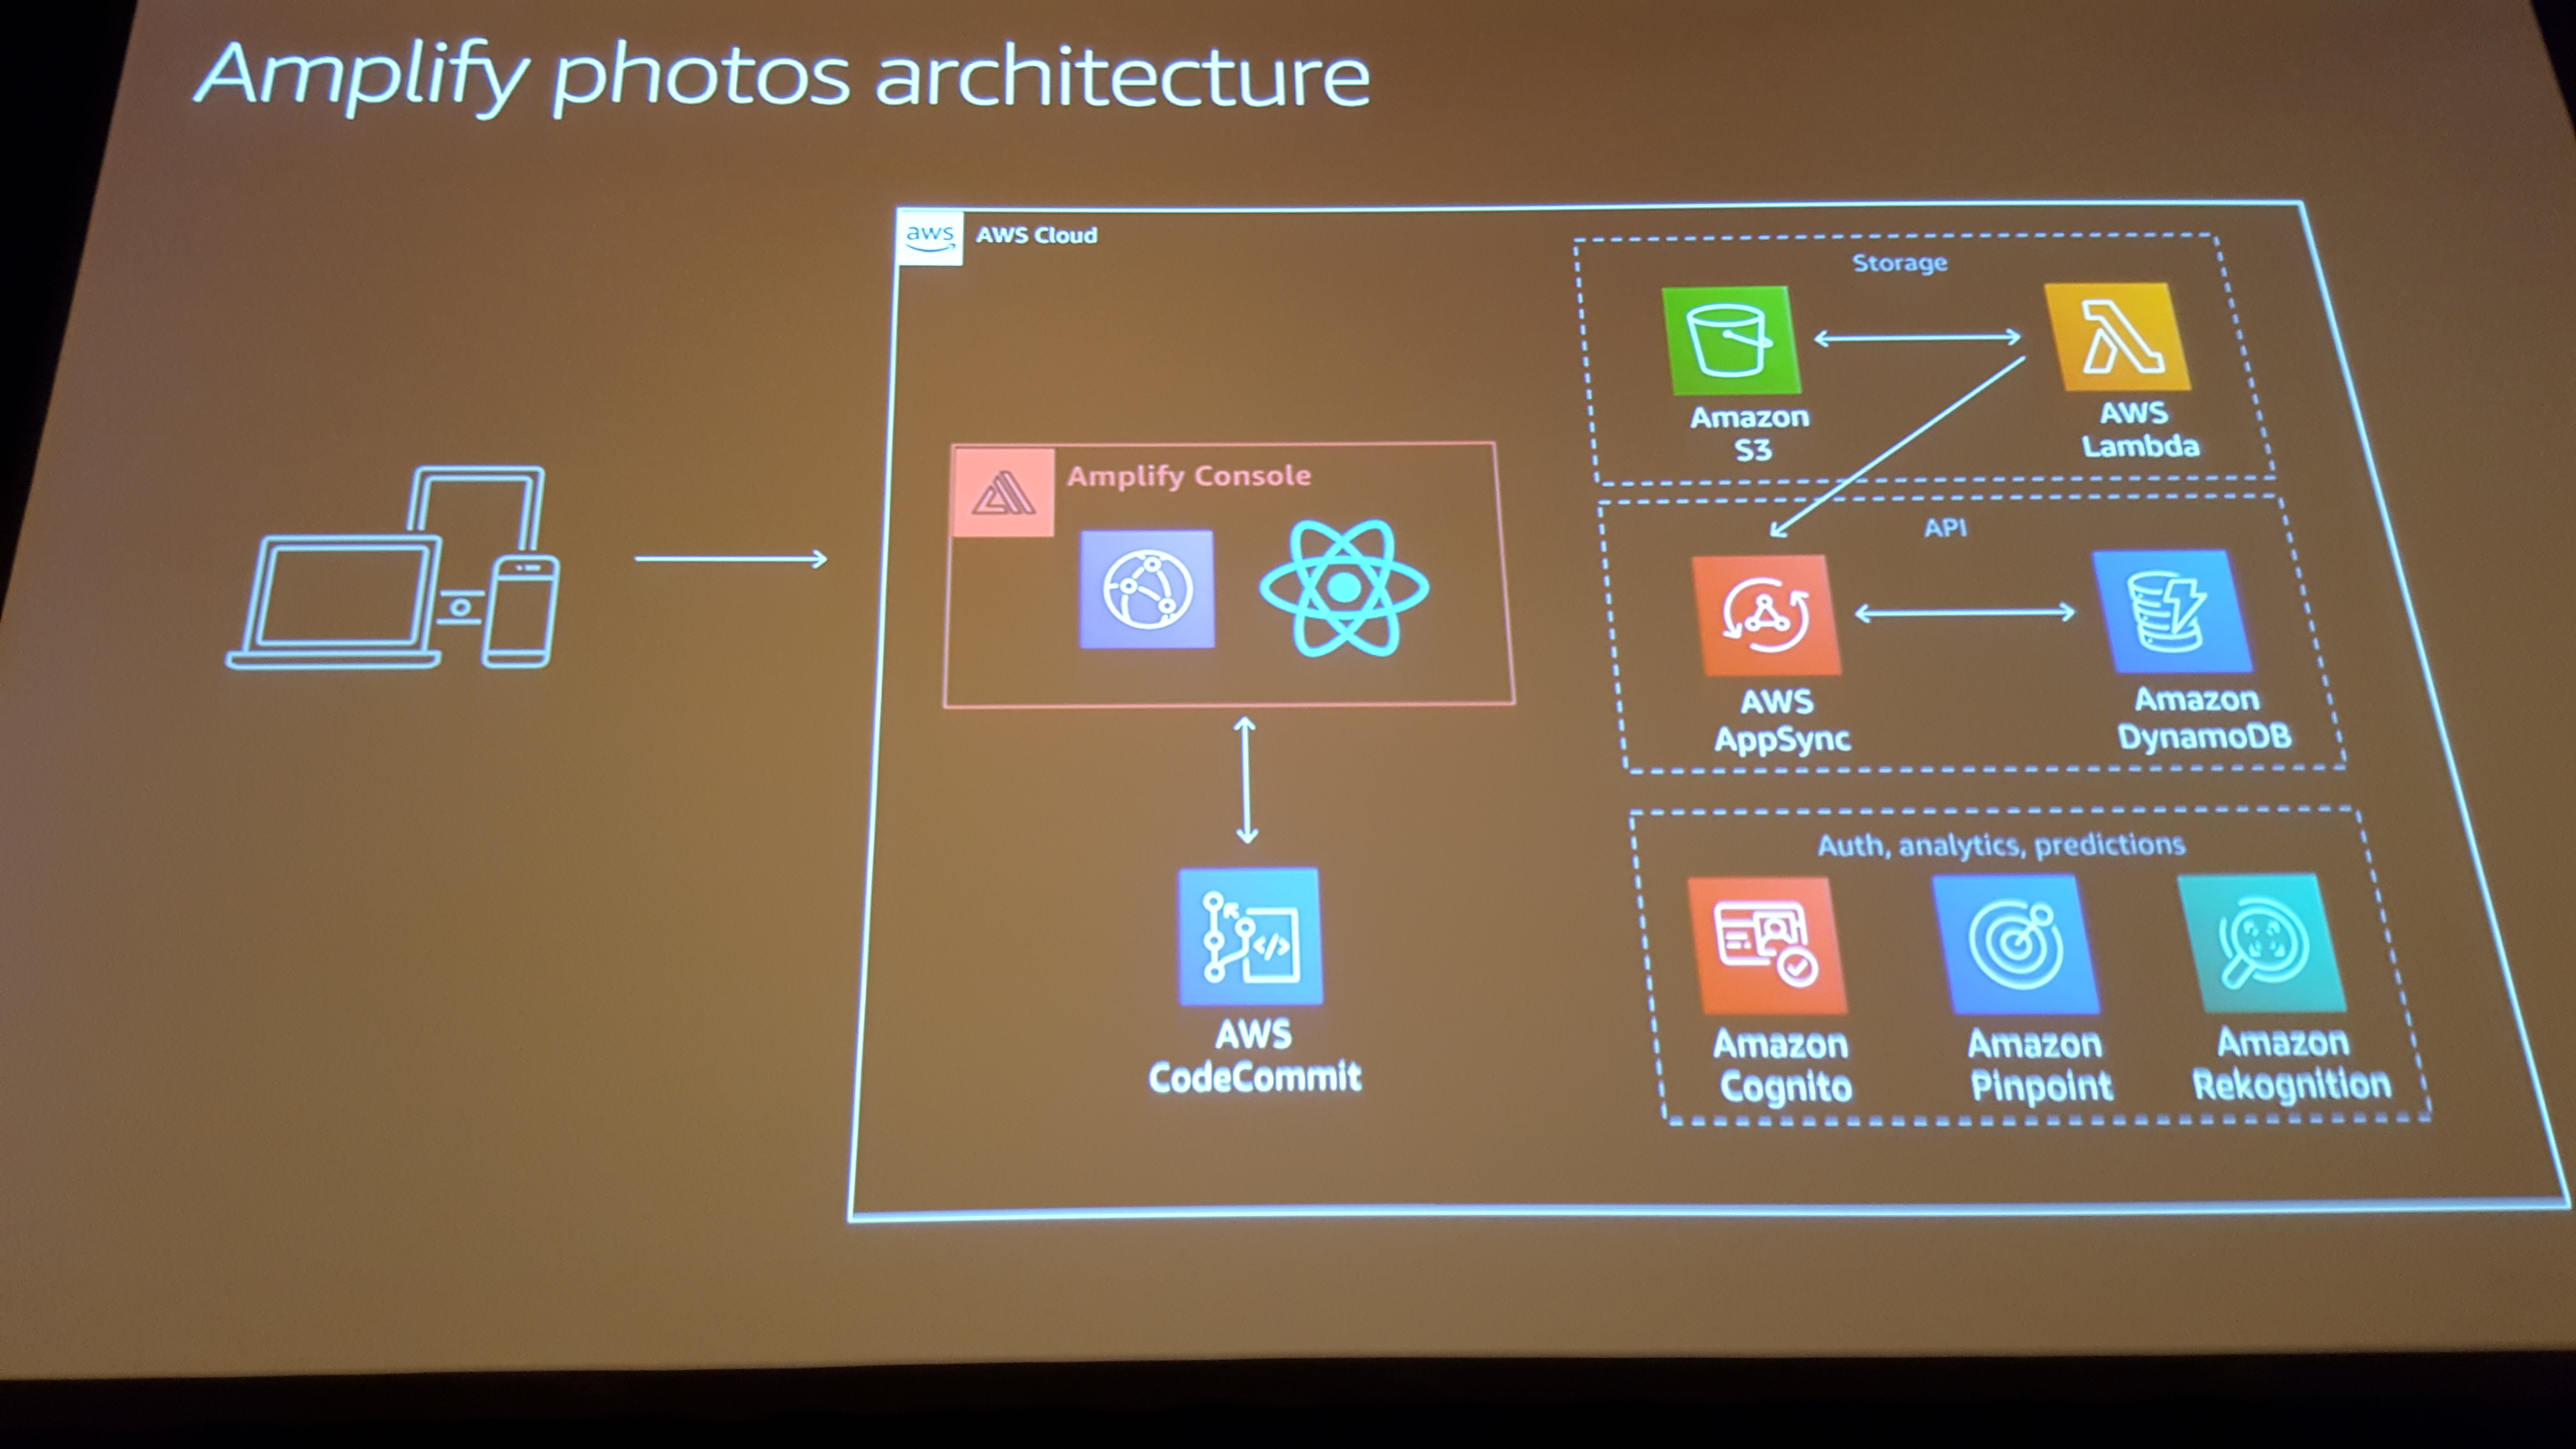 Amplify photos architecture
aws
AWS Cloud
Storage
Amazon
S3
AWS
Lambda
Amplify Console
API
AWS
AppSync
Amazon
DynamoDB
</>
AWS
CodeCommit
Auth, analytics, predictions
Amazon
Cognito
Amazon
Pinpoint
Amazon
Rekognition